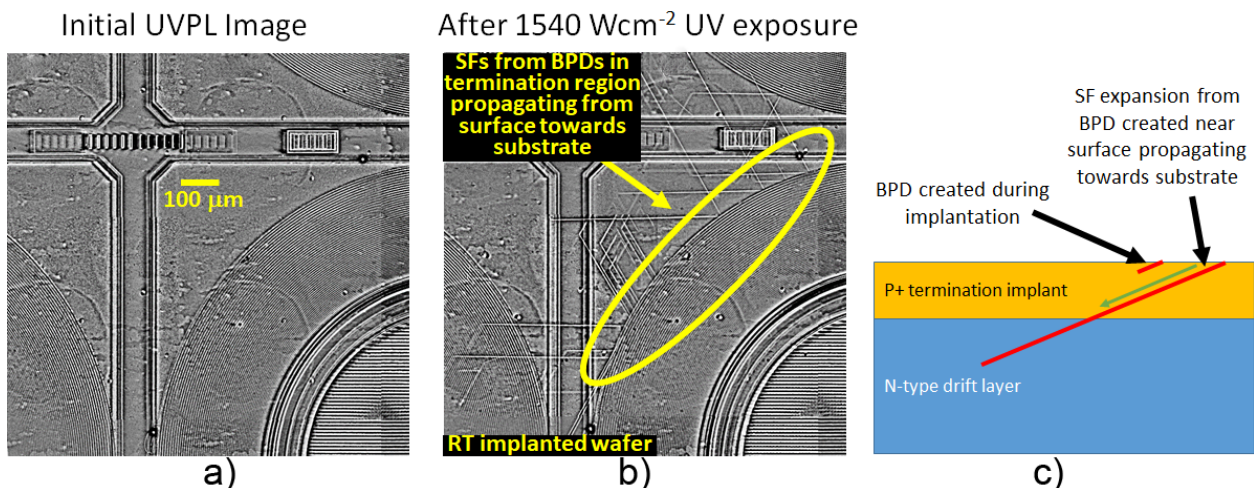 Initial UVPL Image
After 1540 Wcm⁻² UV exposure
100 μm
a)
SFs from BPDs in
termination region
propagating from
surface towards
substrate
RT implanted wafer
b)
SF expansion from
BPD created near
surface propagating
towards substrate
BPD created during
implantation
P+ termination implant
N-type drift layer
c)